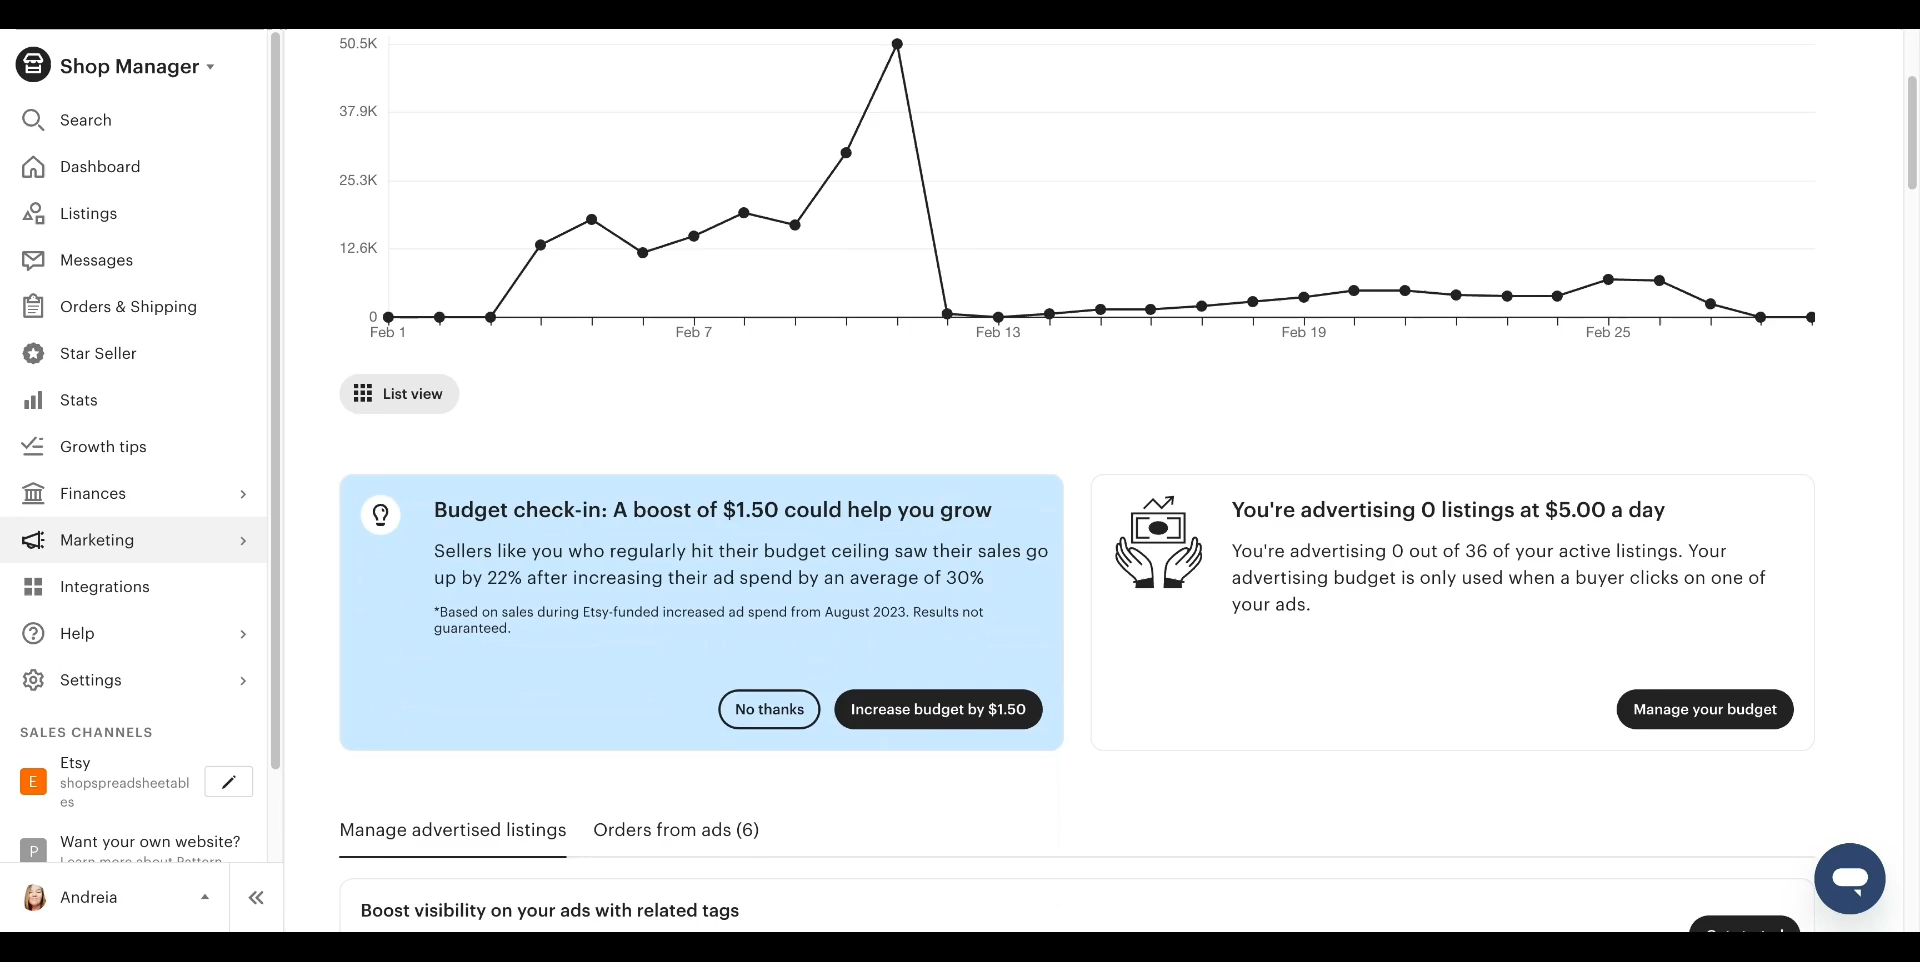 Shop Manager
Search
Dashboard
Listings
Messages
Orders & Shipping
Star Seller
Stats
Growth tips
Finances
Marketing
Integrations
Help
Settings
SALES CHANNELS
E
Etsy
shopspreadsheetabl
es
P
Want your own website?
Learn more about Pattern
Andreia
50.5K
37.9K
25.3K
12.6K
0
Feb 1
Feb 7
Feb 13
Feb 19
Feb 25
List view
Budget check-in: A boost of $1.50 could help you grow
Sellers like you who regularly hit their budget ceiling saw their sales go
up by 22% after increasing their ad spend by an average of 30%
*Based on sales during Etsy-funded increased ad spend from August 2023. Results not
guaranteed.
No thanks
Increase budget by $1.50
You're advertising 0 listings at $5.00 a day
You're advertising 0 out of 36 of your active listings. Your
advertising budget is only used when a buyer clicks on one of
your ads.
Manage your budget
Manage advertised listings
Orders from ads (6)
Boost visibility on your ads with related tags